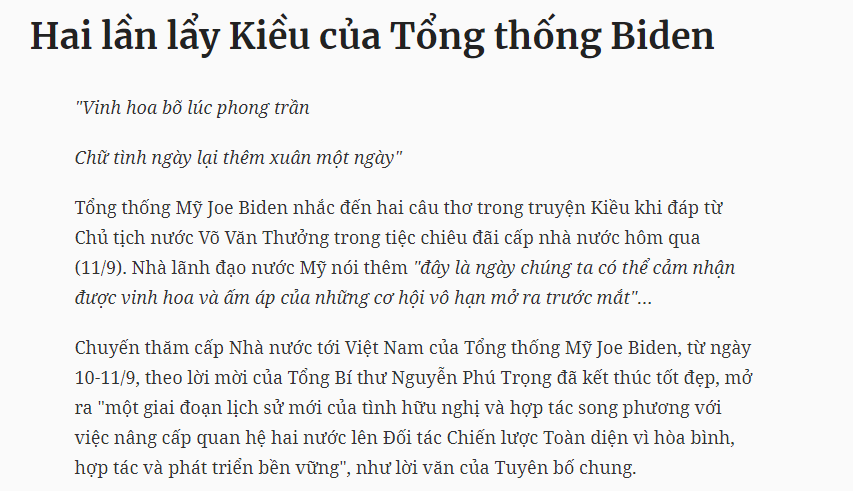 Hai lần lẩy Kiều của Tổng thống Biden
"Vinh hoa bõ lúc phong trần
Chữ tình ngày lại thêm xuân một ngày"
Tổng thống Mỹ Joe Biden nhắc đến hai câu thơ trong truyện Kiều khi đáp từ
Chủ tịch nước Võ Văn Thưởng trong tiệc chiêu đãi cấp nhà nước hôm qua
(11/9). Nhà lãnh đạo nước Mỹ nói thêm "đây là ngày chúng ta có thể cảm nhận
được vinh hoa và ấm áp của những cơ hội vô hạn mở ra trước mắt"...
Chuyến thăm cấp Nhà nước tới Việt Nam của Tổng thống Mỹ Joe Biden, từ ngày
10-11/9, theo lời mời của Tổng Bí thư Nguyễn Phú Trọng đã kết thúc tốt đẹp, mở
ra "một giai đoạn lịch sử mới của tình hữu nghị và hợp tác song phương với
việc nâng cấp quan hệ hai nước lên Đối tác Chiến lược Toàn diện vì hòa bình,
hợp tác và phát triển bền vững", như lời văn của Tuyên bố chung.